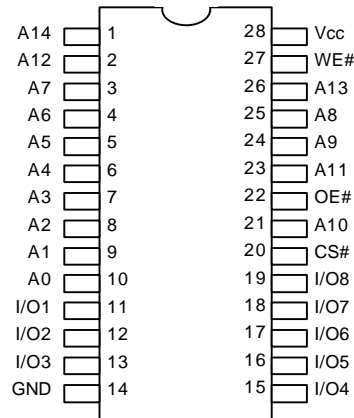 A14 1 28 Vcc
A12 2 27 WE#
A7 3 26 A13
A6 4 25 A8
A5 5 24 A9
A4 6 23 A11
A3 7 22 OE#
A2 8 21 A10
A1 9 20 CS#
A0 10 19 I/O8
I/O1 11 18 I/O7
I/O2 12 17 I/O6
I/O3 13 16 I/O5
GND 14 15 I/O4